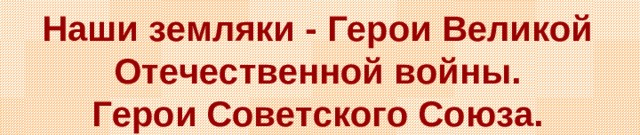 Наши земляки - Герои Великой
Отечественной войны.
Герои Советского Союза.